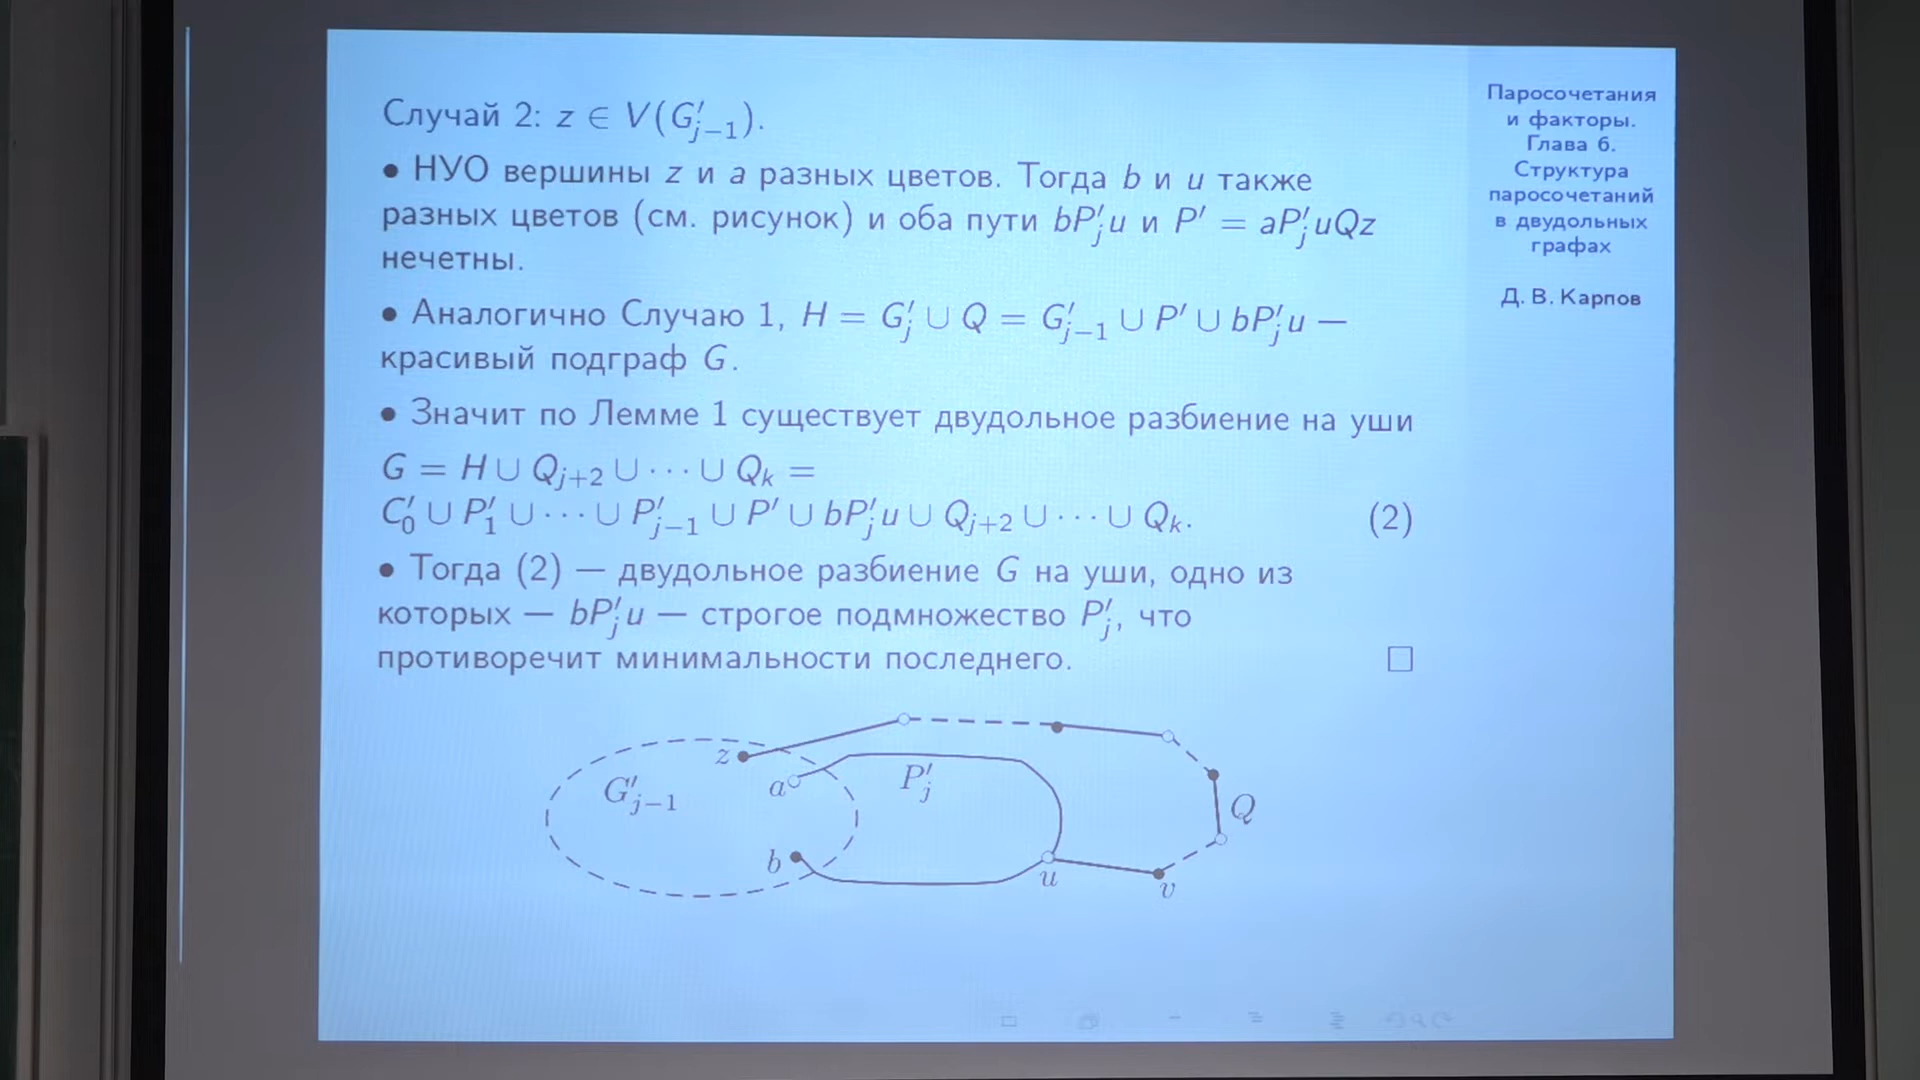 Случай 2: z ∈ V(G′_{j−1}).
• НУО вершины z и a разных цветов. Тогда b и u также
разных цветов (см. рисунок) и оба пути bP′_j u и P′ = aP′_j uQz
нечетны.
• Аналогично Случаю 1, H = G′_j ∪ Q = G′_{j−1} ∪ P′ ∪ bP′_j u —
красивый подграф G.
• Значит по Лемме 1 существует двудольное разбиение на уши
G = H ∪ Q_{j+2} ∪ ··· ∪ Q_k =
C′_0 ∪ P′_1 ∪ ··· ∪ P′_{j−1} ∪ P′ ∪ bP′_j u ∪ Q_{j+2} ∪ ··· ∪ Q_k. (2)
• Тогда (2) — двудольное разбиение G на уши, одно из
которых — bP′_j u — строгое подмножество P′_j, что
противоречит минимальности последнего. □
z
a
G′_{j−1}
P′_j
Q
b
u
v
Паросочетания
и факторы.
Глава 6.
Структура
паросочетаний
в двудольных
графах
Д. В. Карпов